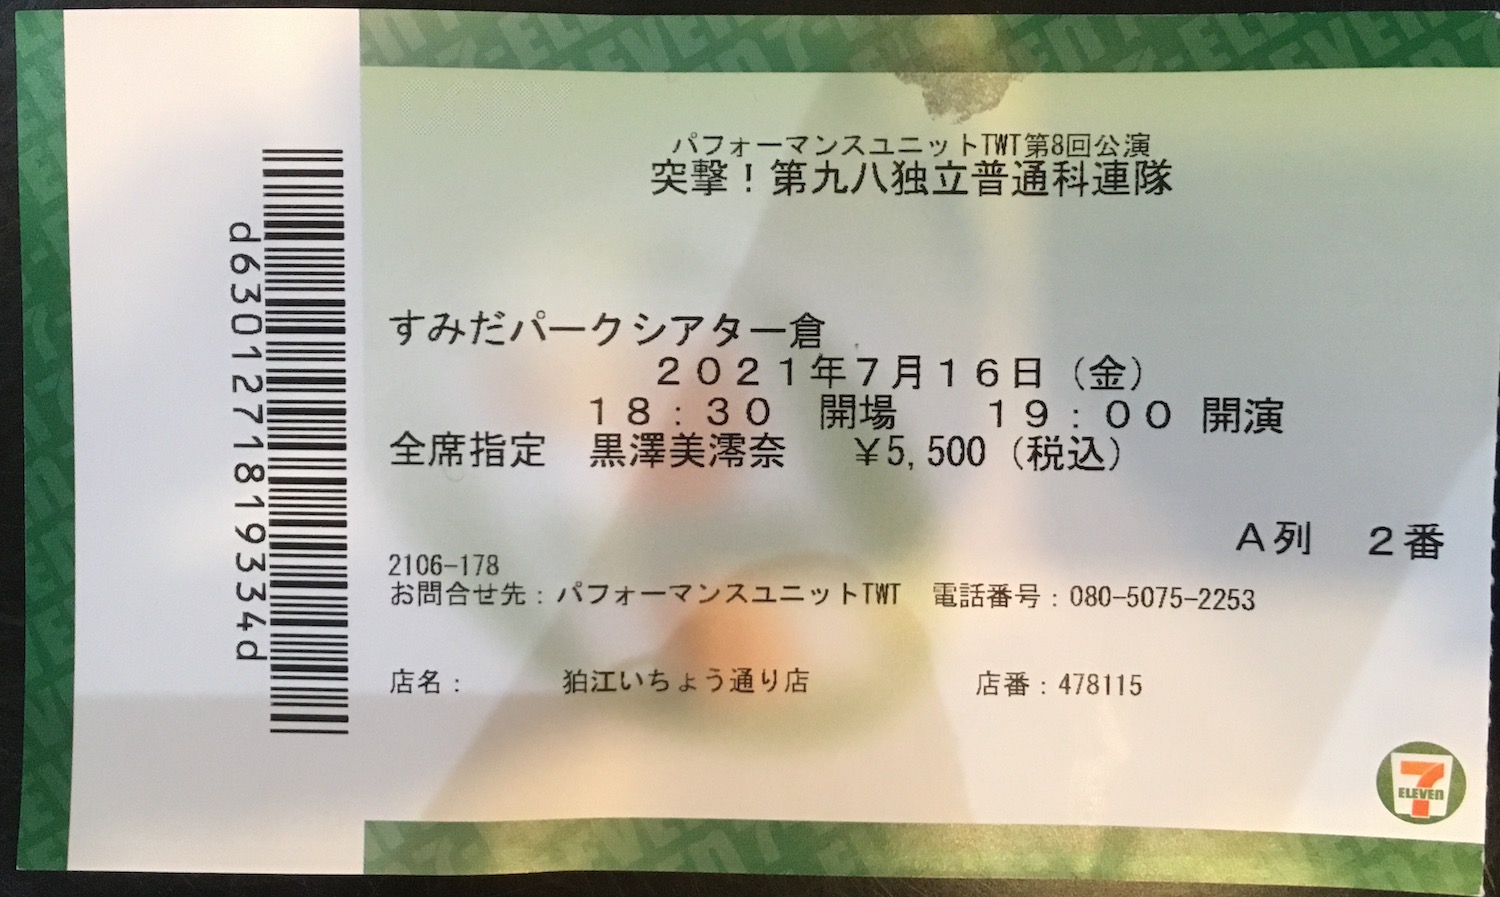 パフォーマンスユニットTWT第8回公演
突撃！第九八独立普通科連隊
すみだパークシアター倉
２０２１年７月１６日（金）
１８：３０　開場　１９：００　開演
全席指定　黒澤美澪奈　￥5,500（税込）
Ａ列　２番
2106-178
お問合せ先：パフォーマンスユニットTWT　電話番号：080-5075-2253
店名：　狛江いちょう通り店　店番：478115
d6301271819334d
7 ELEVEn